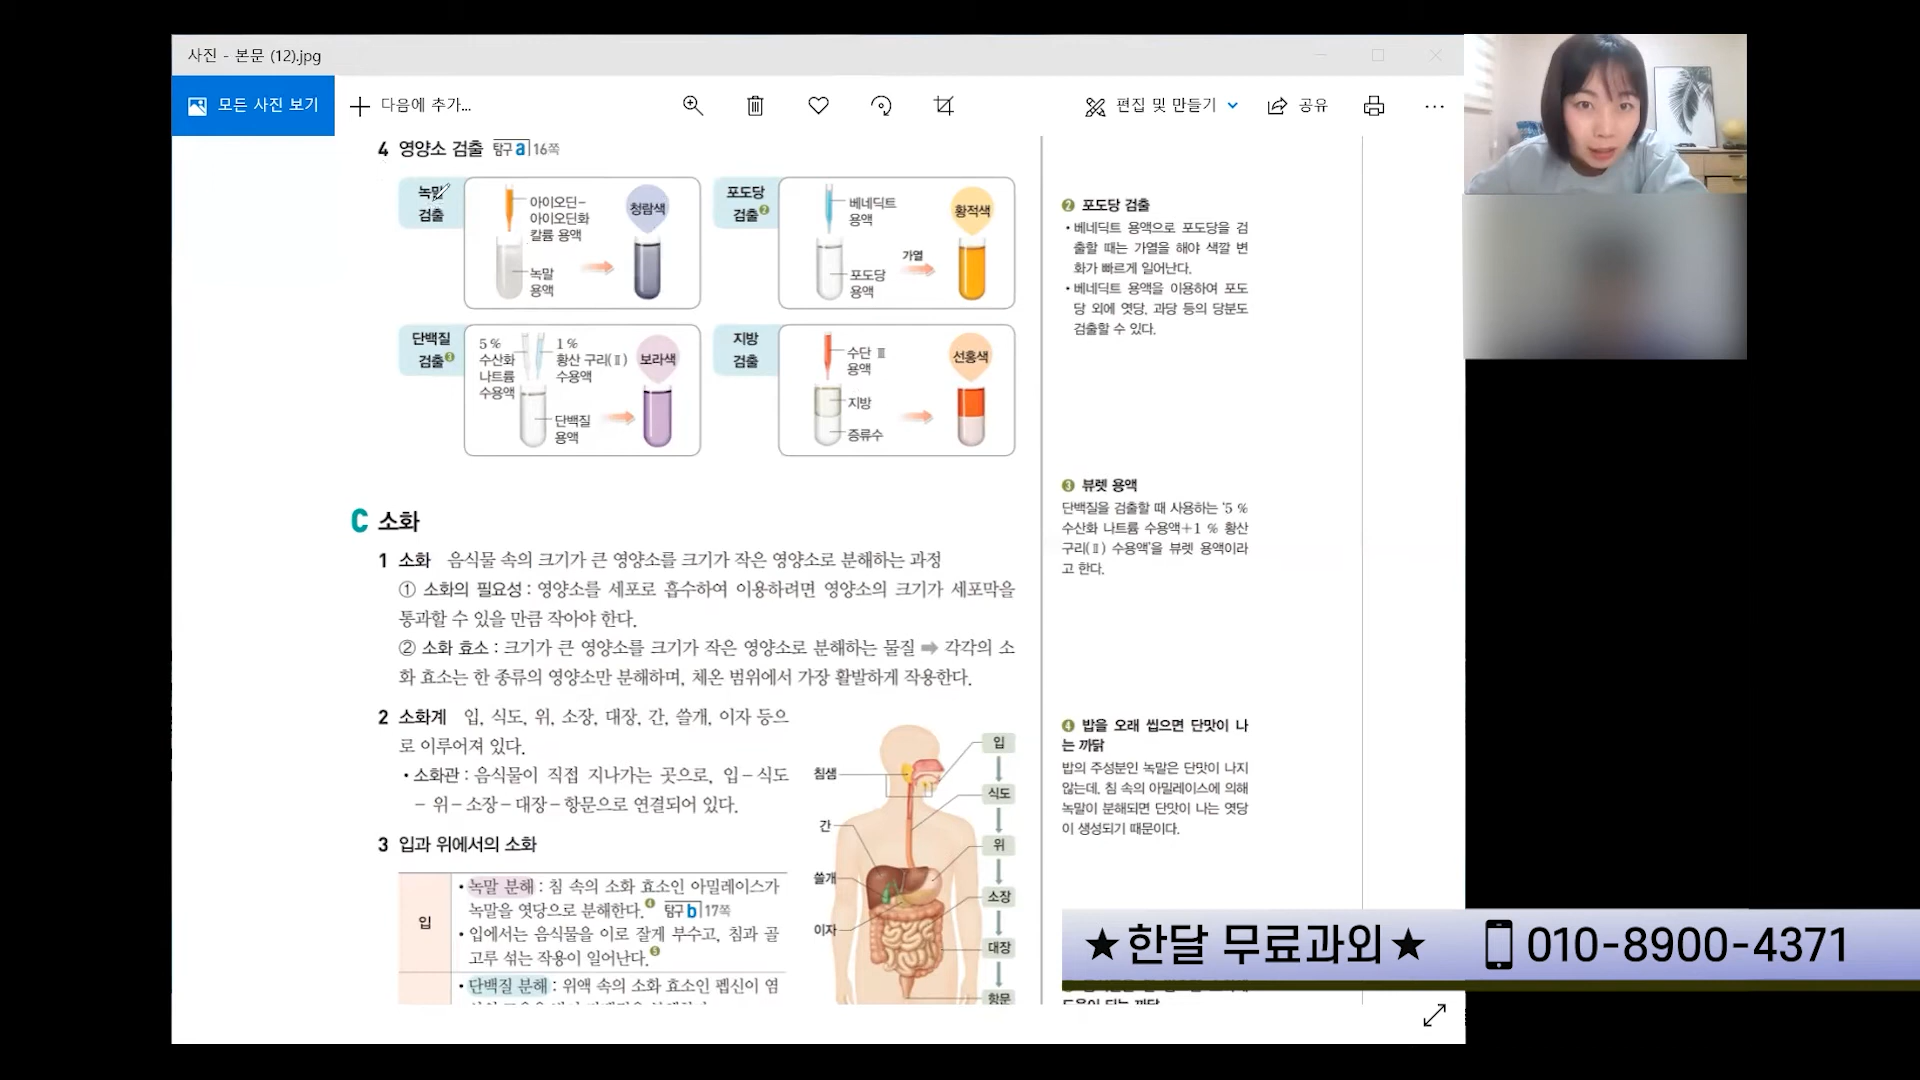 사진 - 본문 (12).jpg
모든 사진 보기
다음에 추가...
편집 및 만들기
공유
4 영양소 검출 탐구 a 16쪽
녹말
검출
아이오딘-
아이오딘화
칼륨 용액
녹말
용액
청람색
포도당
검출❷
베네딕트
용액
포도당
용액
가열
황적색
단백질
검출❸
5 %
수산화
나트륨
수용액
1 %
황산 구리(Ⅱ)
수용액
단백질
용액
보라색
지방
검출
수단 Ⅲ
용액
지방
증류수
선홍색
C 소화
1 소화 음식물 속의 크기가 큰 영양소를 크기가 작은 영양소로 분해하는 과정
① 소화의 필요성 : 영양소를 세포로 흡수하여 이용하려면 영양소의 크기가 세포막을
통과할 수 있을 만큼 작아야 한다.
② 소화 효소 : 크기가 큰 영양소를 크기가 작은 영양소로 분해하는 물질 ➡ 각각의 소
화 효소는 한 종류의 영양소만 분해하며, 체온 범위에서 가장 활발하게 작용한다.
2 소화계 입, 식도, 위, 소장, 대장, 간, 쓸개, 이자 등으
로 이루어져 있다.
• 소화관 : 음식물이 직접 지나가는 곳으로, 입 – 식도
– 위 – 소장 – 대장 – 항문으로 연결되어 있다.
3 입과 위에서의 소화
입
• 녹말 분해 : 침 속의 소화 효소인 아밀레이스가
녹말을 엿당으로 분해한다.❹ 탐구 b 17쪽
• 입에서는 음식물을 이로 잘게 부수고, 침과 골
고루 섞는 작용이 일어난다.❺
• 단백질 분해 : 위액 속의 소화 효소인 펩신이 염
침샘
간
쓸개
이자
입
식도
위
소장
대장
항문
❷ 포도당 검출
• 베네딕트 용액으로 포도당을 검
출할 때는 가열을 해야 색깔 변
화가 빠르게 일어난다.
• 베네딕트 용액을 이용하여 포도
당 외에 엿당, 과당 등의 당분도
검출할 수 있다.
❸ 뷰렛 용액
단백질을 검출할 때 사용하는 '5 %
수산화 나트륨 수용액+1 % 황산
구리(Ⅱ) 수용액'을 뷰렛 용액이라
고 한다.
❹ 밥을 오래 씹으면 단맛이 나
는 까닭
밥의 주성분인 녹말은 단맛이 나지
않는데, 침 속의 아밀레이스에 의해
녹말이 분해되면 단맛이 나는 엿당
이 생성되기 때문이다.
★한달 무료과외★ 010-8900-4371